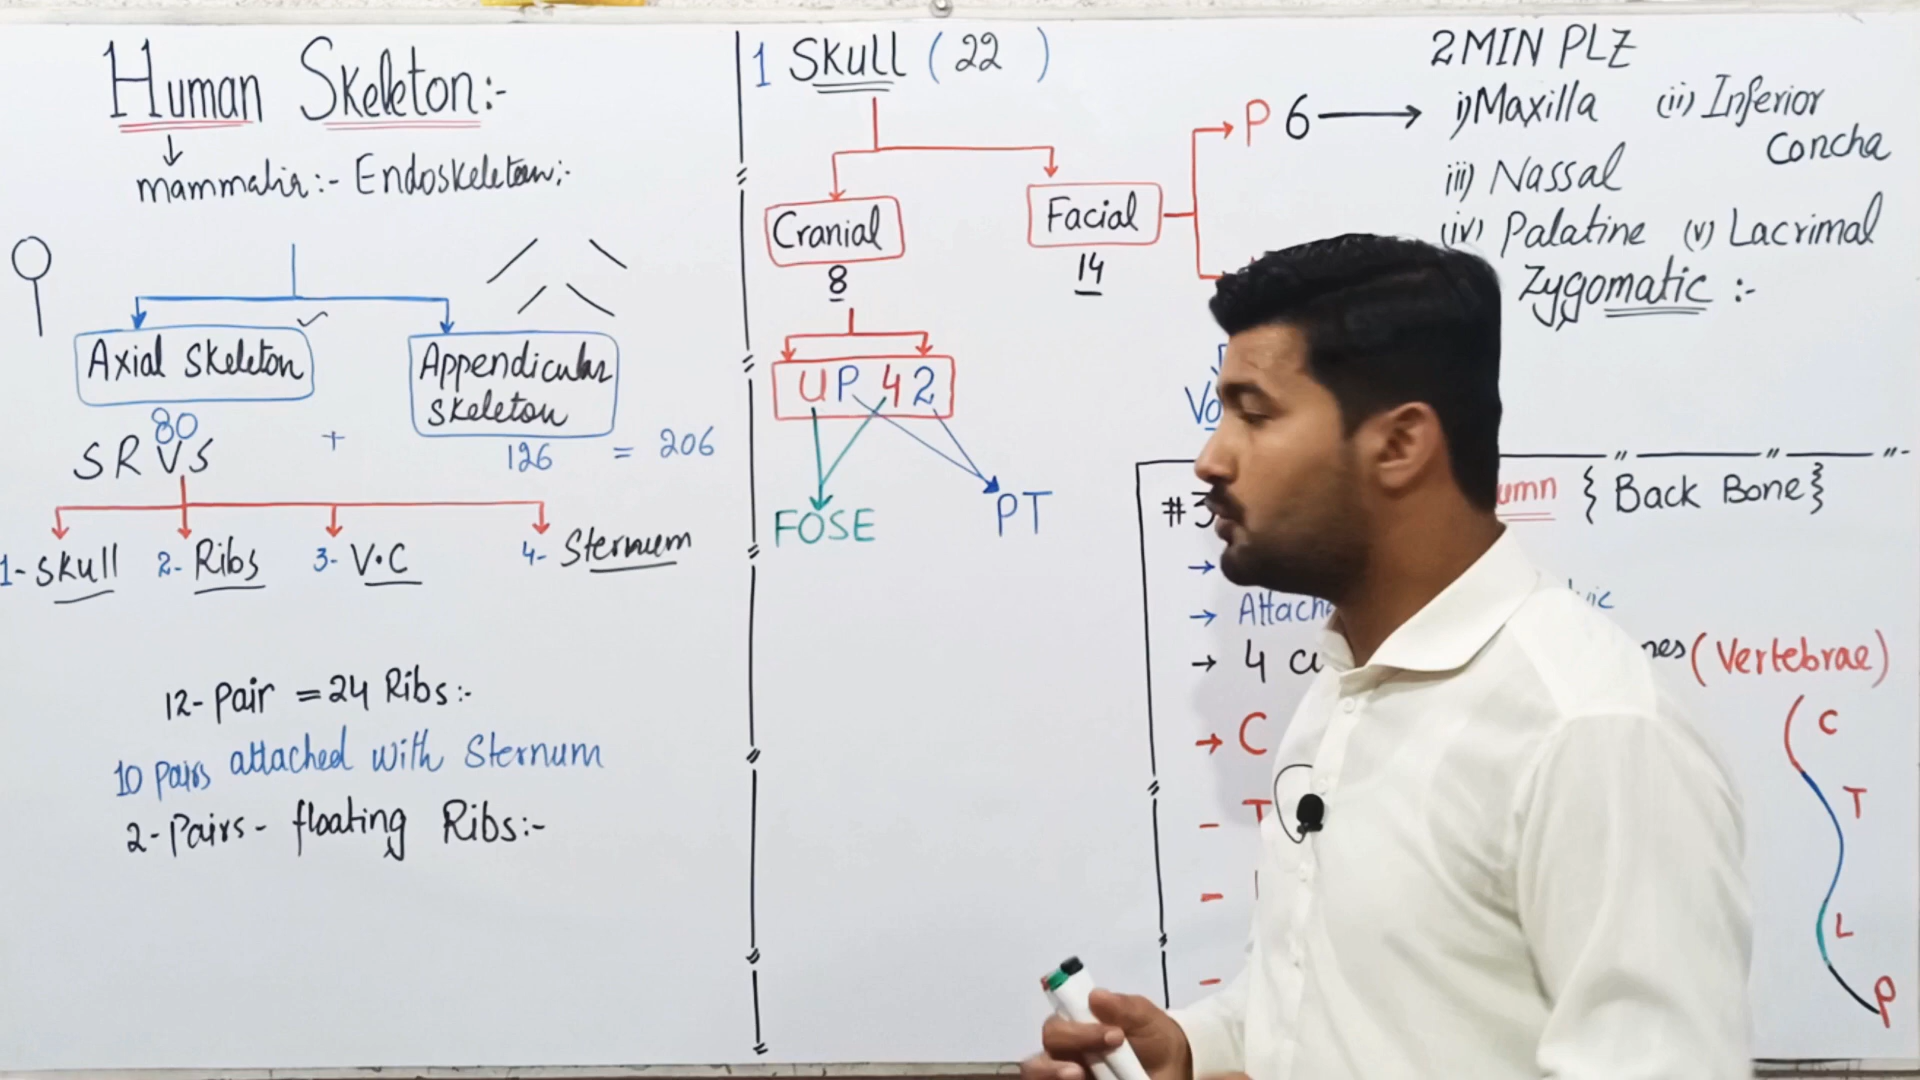 Human Skeleton:-
mammalia:- Endoskeleton:-
Axial Skeleton
80
Appendicular
skeleton
126
+
= 206
SRVS
1- Skull 2- Ribs 3- V.C 4- Sternum
12-Pair = 24 Ribs:-
10 Pairs attached with Sternum
2-Pairs- floating Ribs:-
1 Skull (22 )
Cranial
8
Facial
14
UP 42
FOSE
PT
P 6
2MIN PLZ
i) Maxilla (ii) Inferior
Concha
iii) Nassal
(iv) Palatine (v) Lacrimal
Zygomatic :-
Vo
#3 umn { Back Bone}
→
→ Attach
→ 4 (Vertebrae)
→ C
- T
-
-
C
T
L
P